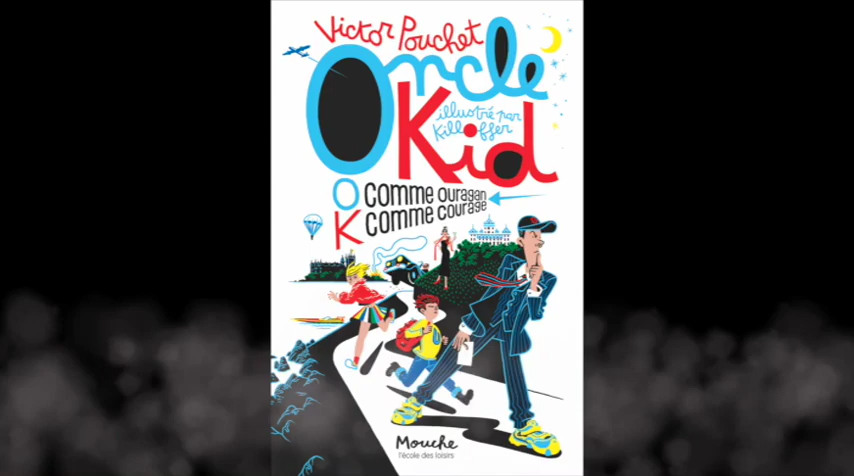 Victor Pouchet
Oncle
Kid
illustré par
Killoffer
O comme ouragan
K comme courage
Mouche
l'école des loisirs